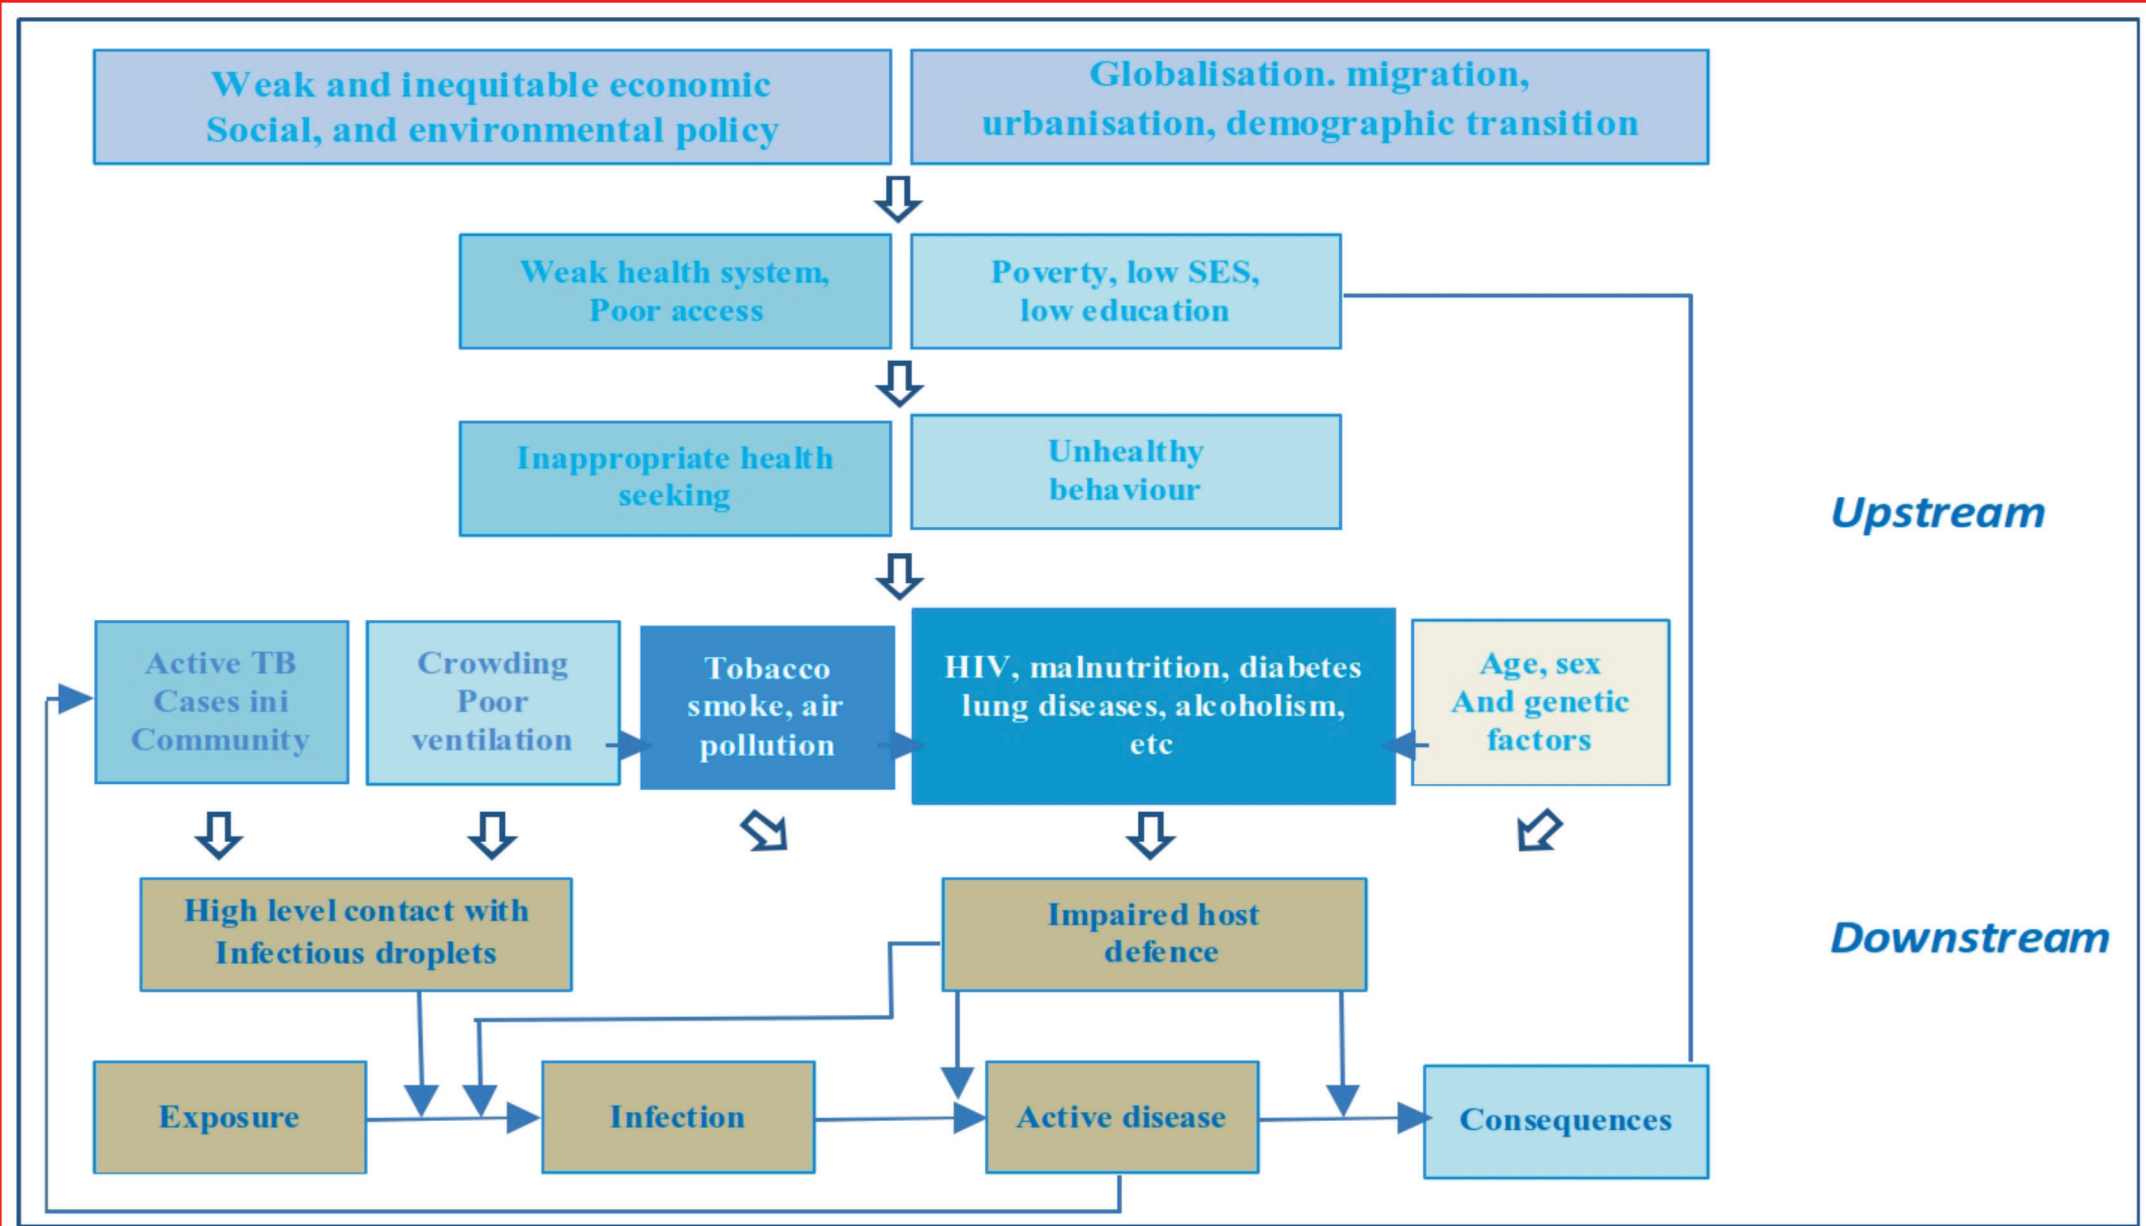 Weak and inequitable economic
Social, and environmental policy
Globalisation. migration,
urbanisation, demographic transition
Weak health system,
Poor access
Poverty, low SES,
low education
Inappropriate health
seeking
Unhealthy
behaviour
Upstream
Active TB
Cases ini
Community
Crowding
Poor
ventilation
Tobacco
smoke, air
pollution
HIV, malnutrition, diabetes
lung diseases, alcoholism,
etc
Age, sex
And genetic
factors
High level contact with
Infectious droplets
Impaired host
defence
Downstream
Exposure
Infection
Active disease
Consequences